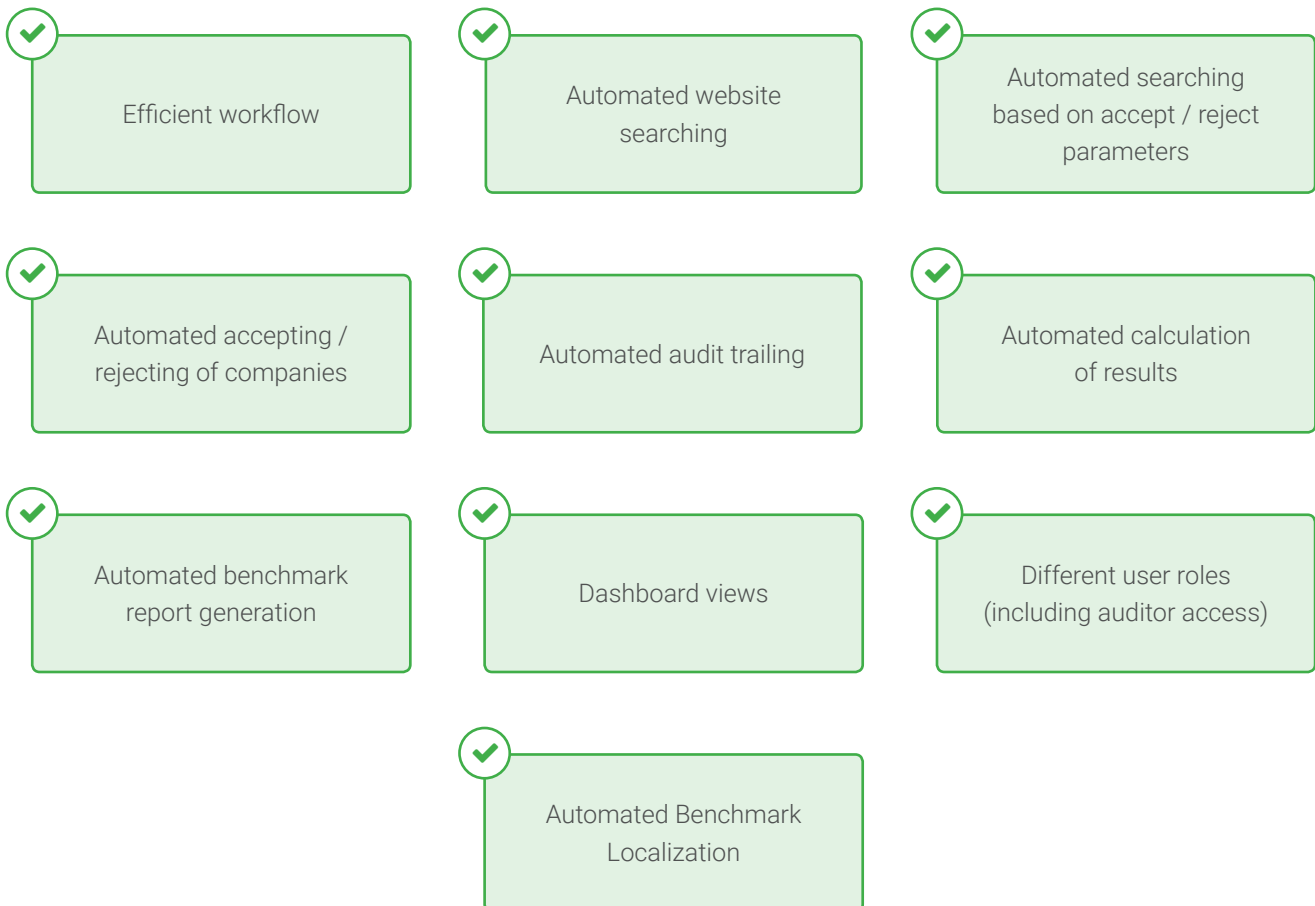 Efficient workflow
Automated website
searching
Automated searching
based on accept / reject
parameters
Automated accepting /
rejecting of companies
Automated audit trailing
Automated calculation
of results
Automated benchmark
report generation
Dashboard views
Different user roles
(including auditor access)
Automated Benchmark
Localization